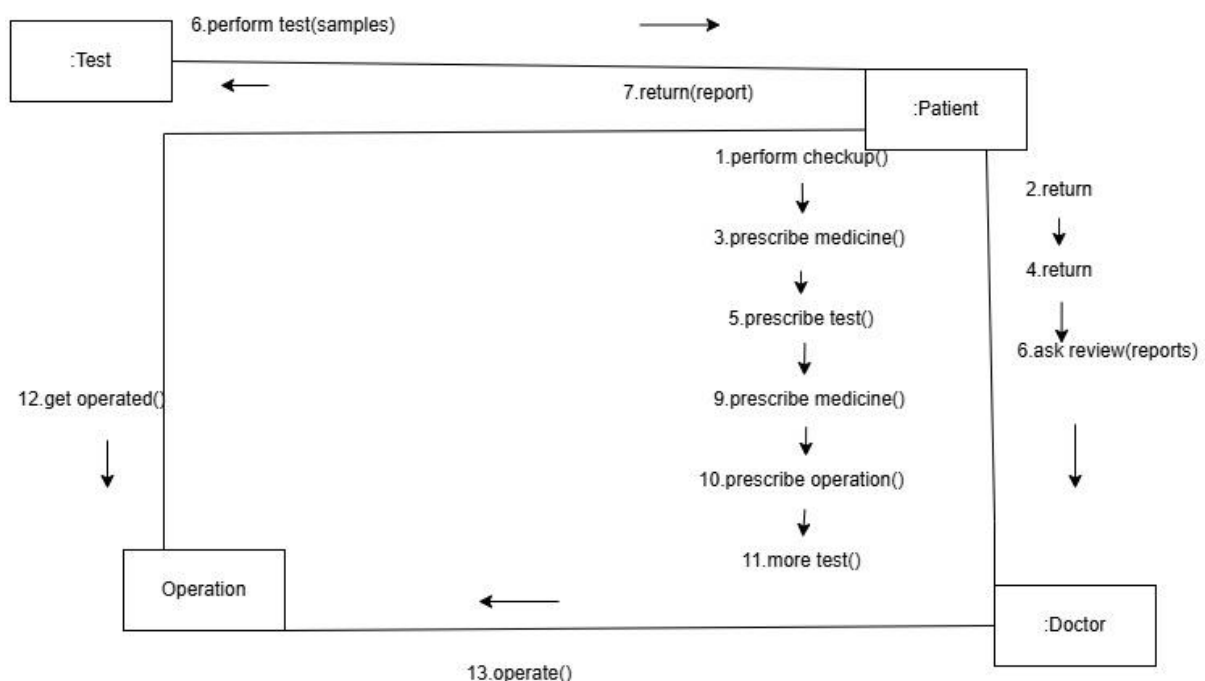 6.perform test(samples)
:Test
7.return(report)
:Patient
1.perform checkup()
2.return
3.prescribe medicine()
4.return
5.prescribe test()
6.ask review(reports)
12.get operated()
9.prescribe medicine()
10.prescribe operation()
11.more test()
Operation
:Doctor
13.operate()